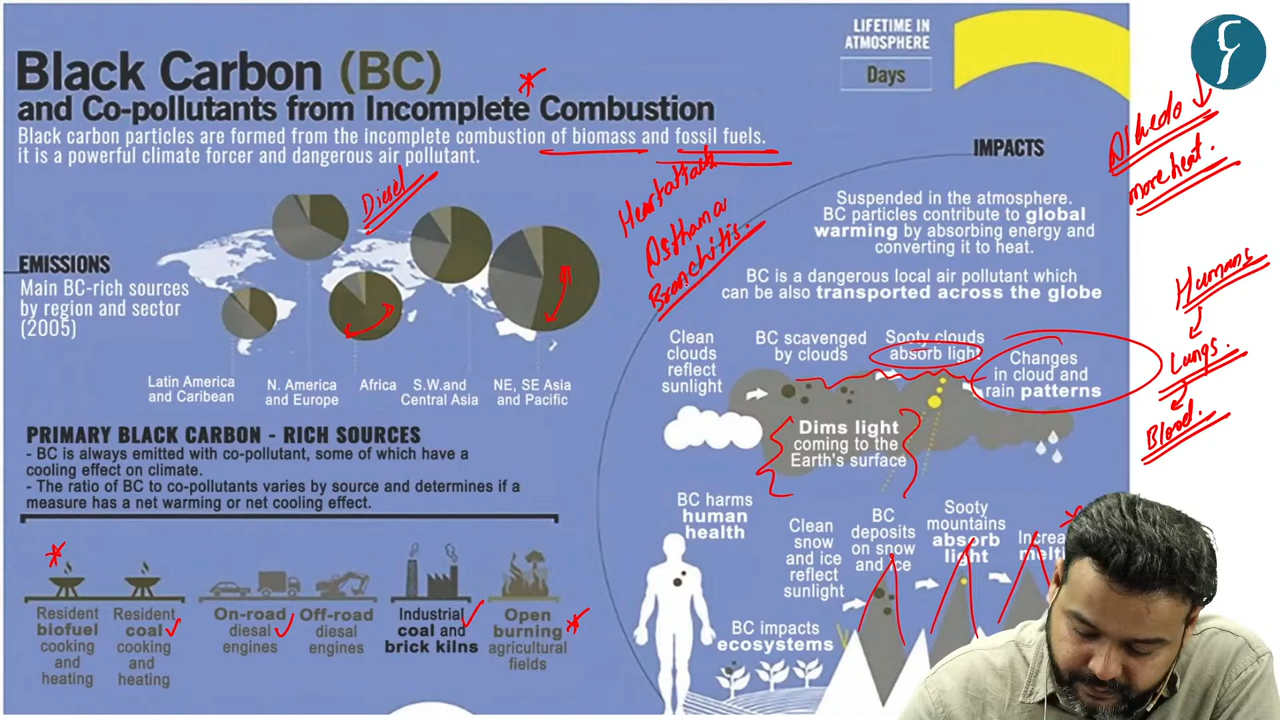 Black Carbon (BC)
and Co-pollutants from Incomplete Combustion
Black carbon particles are formed from the incomplete combustion of biomass and fossil fuels.
it is a powerful climate forcer and dangerous air pollutant.
LIFETIME IN
ATMOSPHERE
Days
Albedo
more heat.
Diesel
Heart attack
Asthama
Bronchitis.
EMISSIONS
Main BC-rich sources
by region and sector
(2005)
Latin America
and Caribean
N. America
and Europe
Africa
S.W.and
Central Asia
NE, SE Asia
and Pacific
PRIMARY BLACK CARBON - RICH SOURCES
- BC is always emitted with co-pollutant, some of which have a
cooling effect on climate.
- The ratio of BC to co-pollutants varies by source and determines if a
measure has a net warming or net cooling effect.
Resident
biofuel
cooking
and
heating
Resident
coal
cooking
and
heating
On-road
diesal
engines
Off-road
diesal
engines
Industrial
coal and
brick kilns
Open
burning
agricultural
fields
IMPACTS
Suspended in the atmosphere.
BC particles contribute to global
warming by absorbing energy and
converting it to heat.
BC is a dangerous local air pollutant which
can be also transported across the globe
Clean
clouds
reflect
sunlight
BC scavenged
by clouds
Sooty clouds
absorb light
Changes
in cloud and
rain patterns
Dims light
coming to the
Earth's surface
Humans
Lungs.
Blood.
BC harms
human
health
BC impacts
ecosystems
Clean
snow
and ice
reflect
sunlight
BC
deposits
on snow
and ice
Sooty
mountains
absorb
light